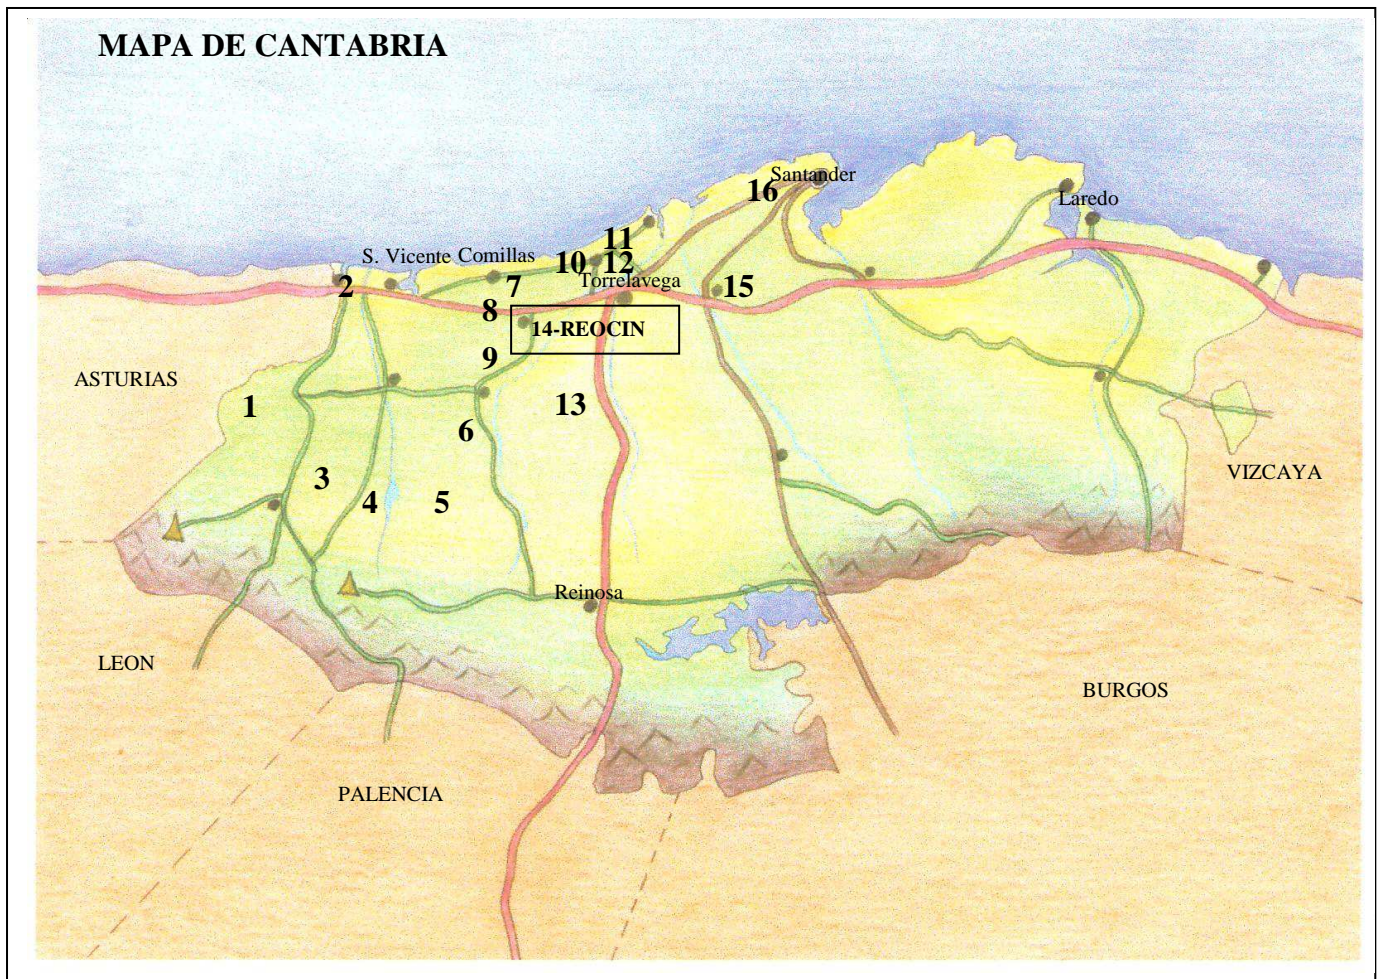 MAPA DE CANTABRIA
Santander
16
Laredo
11
S. Vicente Comillas
10 12
Torrelavega
2
7
15
8
14-REOCIN
9
ASTURIAS
1
13
6
VIZCAYA
3
4
5
Reinosa
LEON
BURGOS
PALENCIA